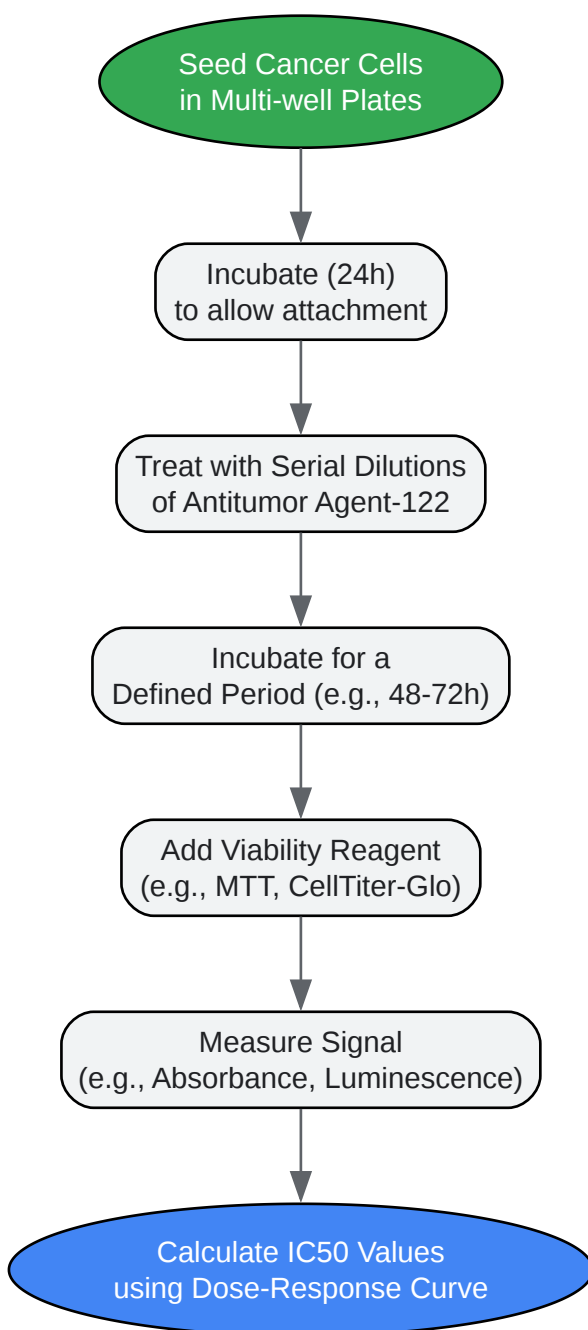 Seed Cancer Cells
in Multi-well Plates
Incubate (24h)
to allow attachment
Treat with Serial Dilutions
of Antitumor Agent-122
Incubate for a
Defined Period (e.g., 48-72h)
Add Viability Reagent
(e.g., MTT, CellTiter-Glo)
Measure Signal
(e.g., Absorbance, Luminescence)
Calculate IC50 Values
using Dose-Response Curve